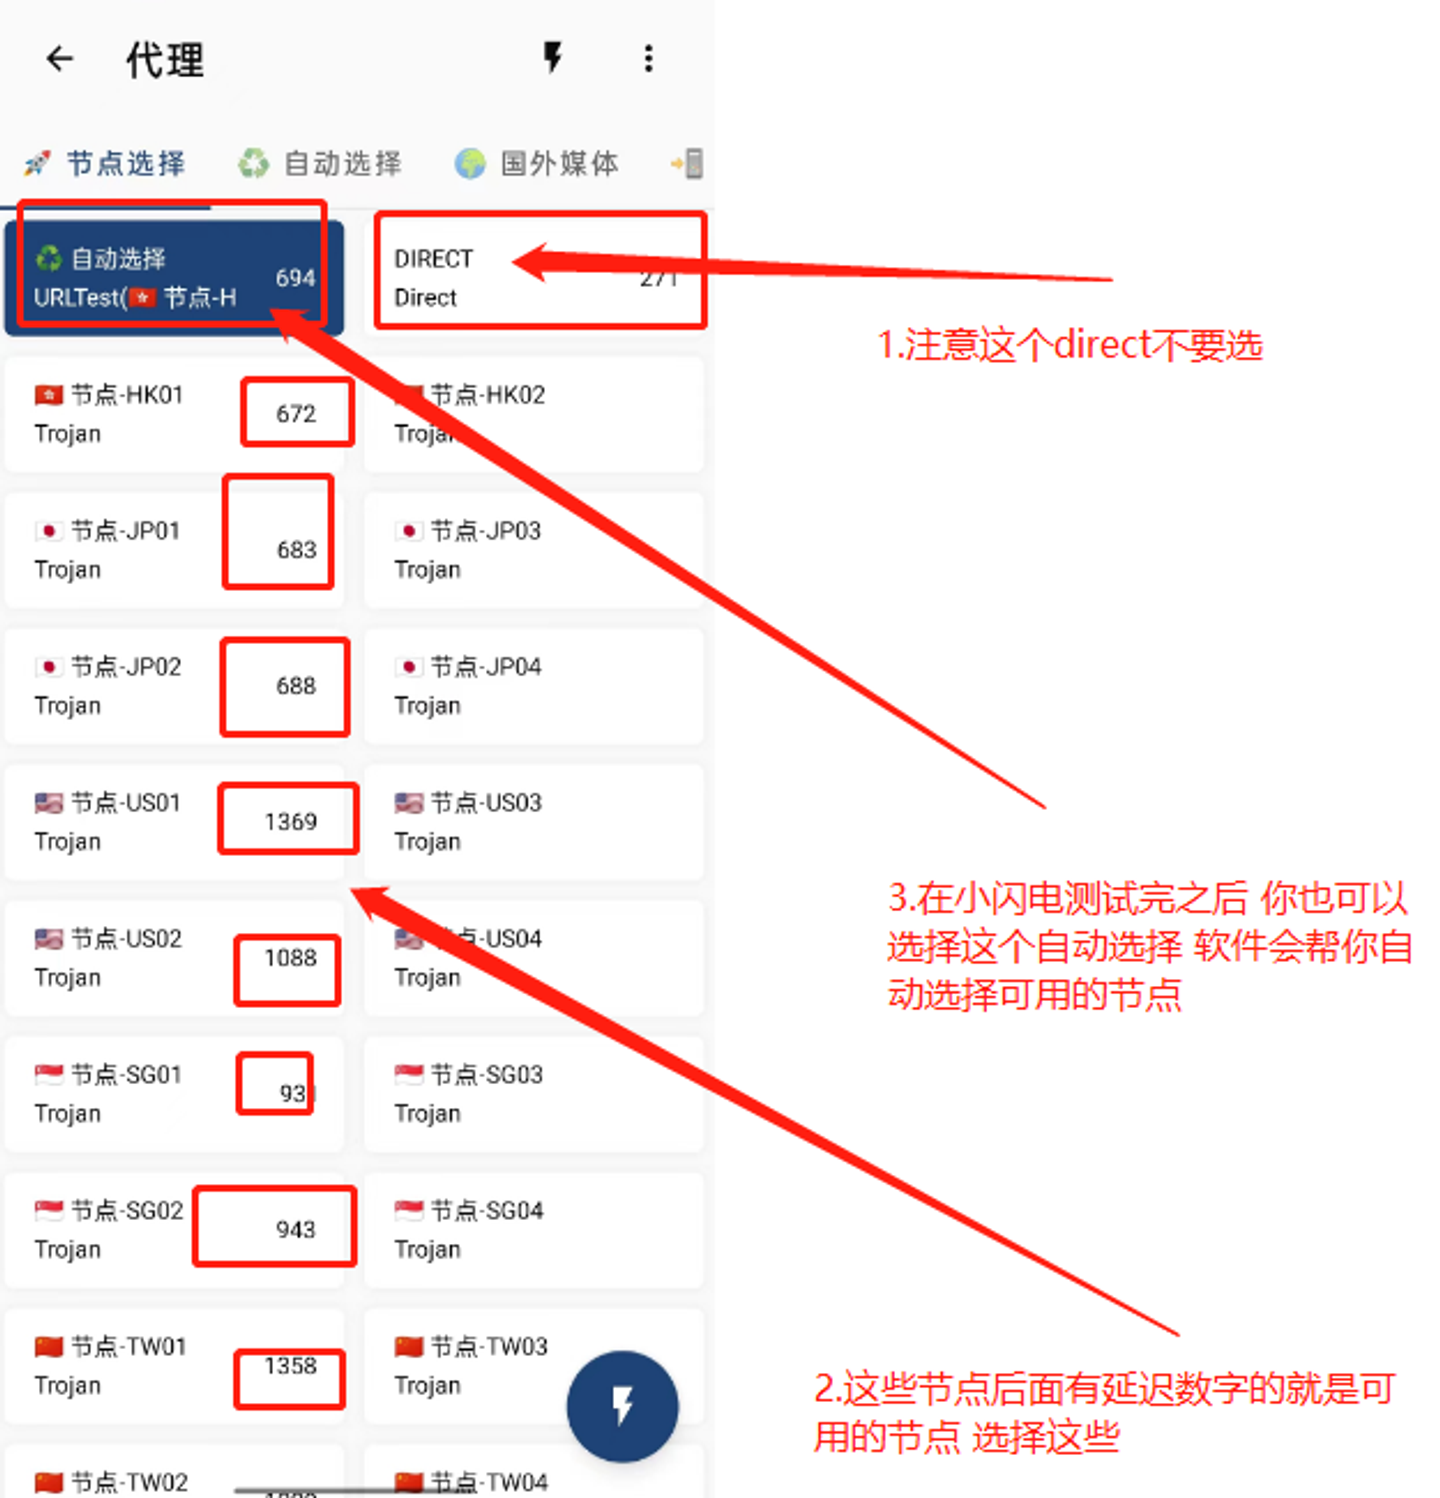 代理
节点选择 自动选择 国外媒体
自动选择
URLTest( 节点-H
694
DIRECT
Direct
271
节点-HK01
Trojan
672
节点-HK02
Trojan
节点-JP01
Trojan
683
节点-JP03
Trojan
节点-JP02
Trojan
688
节点-JP04
Trojan
节点-US01
Trojan
1369
节点-US03
Trojan
节点-US02
Trojan
1088
节点-US04
Trojan
节点-SG01
Trojan
节点-SG03
Trojan
节点-SG02
Trojan
943
节点-SG04
Trojan
节点-TW01
Trojan
1358
节点-TW03
Trojan
节点-TW02
节点-TW04
1.注意这个direct不要选
3.在小闪电测试完之后 你也可以
选择这个自动选择 软件会帮你自
动选择可用的节点
2.这些节点后面有延迟数字的就是可
用的节点 选择这些